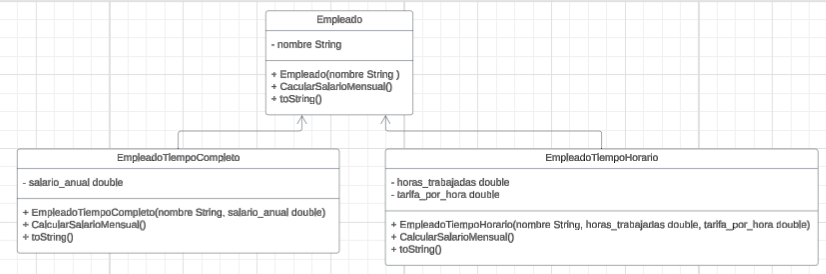 Empleado
- nombre String
+ Empleado(nombre String )
+ CacularSalarioMensual()
+ toString()
EmpleadoTiempoCompleto
- salario_anual double
+ EmpleadoTiempoCompleto(nombre String, salario_anual double)
+ CalcularSalarioMensual()
+ toString()
EmpleadoTiempoHorario
- horas_trabajadas double
- tarifa_por_hora double
+ EmpleadoTiempoHorario(nombre String, horas_trabajadas double, tarifa_por_hora double)
+ CalcularSalarioMensual()
+ toString()